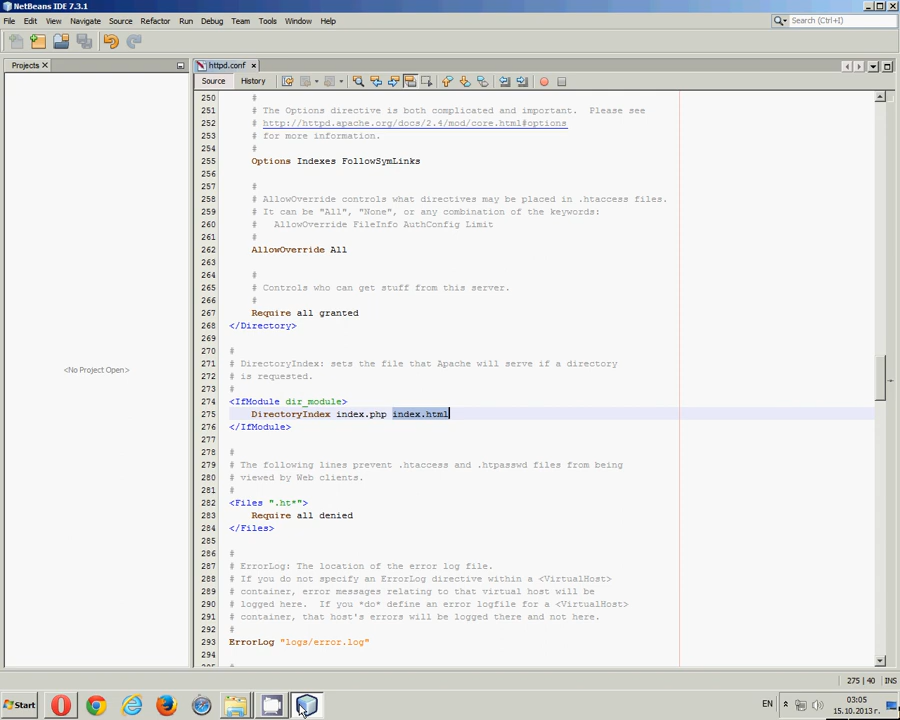 NetBeans IDE 7.3.1
File Edit View Navigate Source Refactor Run Debug Team Tools Window Help
Search (Ctrl+I)
Projects
httpd.conf
Source History
<No Project Open>
250 #
251 # The Options directive is both complicated and important.  Please see
252 # http://httpd.apache.org/docs/2.4/mod/core.html#options
253 # for more information.
254 #
255 Options Indexes FollowSymLinks
256
257 #
258 # AllowOverride controls what directives may be placed in .htaccess files.
259 # It can be "All", "None", or any combination of the keywords:
260 #   AllowOverride FileInfo AuthConfig Limit
261 #
262 AllowOverride All
263
264 #
265 # Controls who can get stuff from this server.
266 #
267 Require all granted
268 </Directory>
269
270 #
271 # DirectoryIndex: sets the file that Apache will serve if a directory
272 # is requested.
273 #
274 <IfModule dir_module>
275 DirectoryIndex index.php index.html
276 </IfModule>
277
278 #
279 # The following lines prevent .htaccess and .htpasswd files from being
280 # viewed by Web clients.
281 #
282 <Files ".ht*">
283 Require all denied
284 </Files>
285
286 #
287 # ErrorLog: The location of the error log file.
288 # If you do not specify an ErrorLog directive within a <VirtualHost>
289 # container, error messages relating to that virtual host will be
290 # logged here.  If you *do* define an error logfile for a <VirtualHost>
291 # container, that host's errors will be logged there and not here.
292 #
293 ErrorLog "logs/error.log"
294
295 #
275 | 40 INS
Start
EN
03:05
15.10.2013 г.